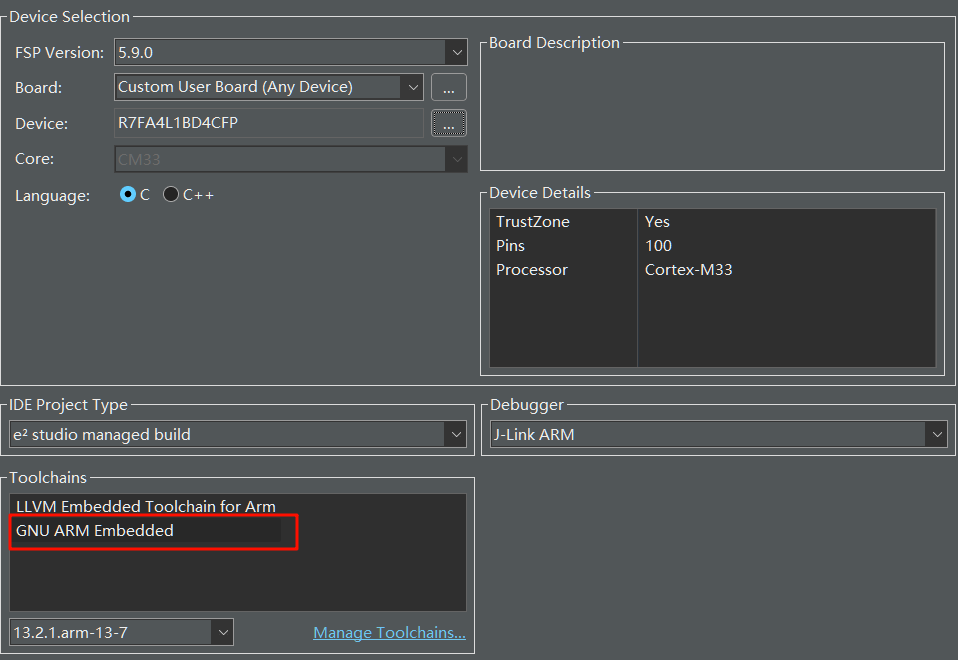 Device Selection
FSP Version: 5.9.0
Board: Custom User Board (Any Device) ...
Device: R7FA4L1BD4CFP ...
Core: CM33
Language: C C++
Board Description
Device Details
TrustZone Yes
Pins 100
Processor Cortex-M33
IDE Project Type
e² studio managed build
Debugger
J-Link ARM
Toolchains
LLVM Embedded Toolchain for Arm
GNU ARM Embedded
13.2.1.arm-13-7
Manage Toolchains...